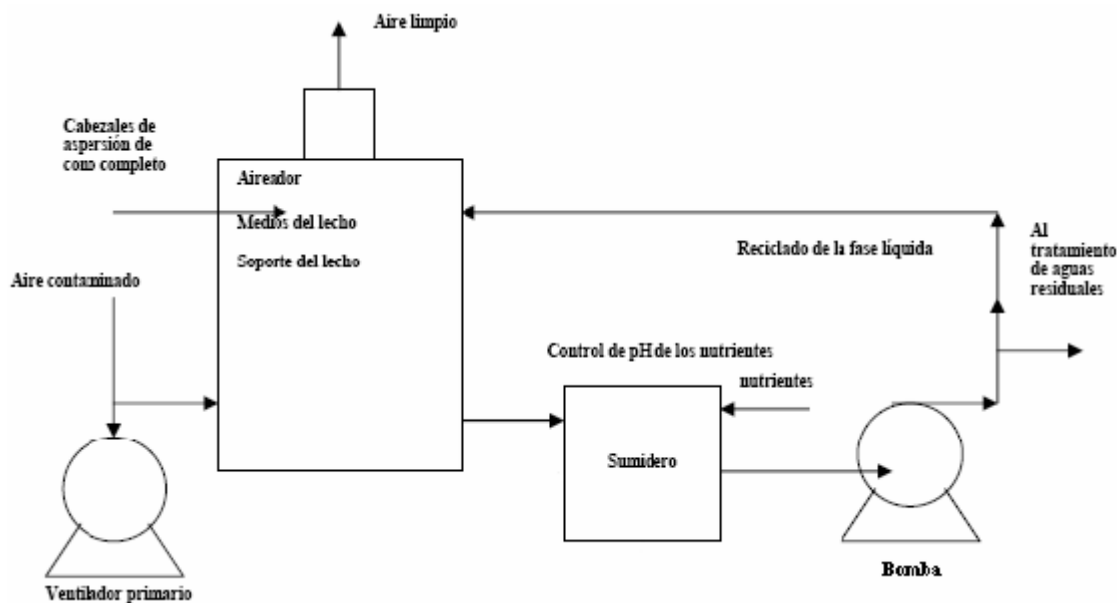 Aire limpio
Cabezales de
aspersión de
cono completo
Aireador
Medios del lecho
Soporte del lecho
Reciclado de la fase líquida
Al
tratamiento
de aguas
residuales
Aire contaminado
Control de pH de los nutrientes
nutrientes
Sumidero
Bomba
Ventilador primario